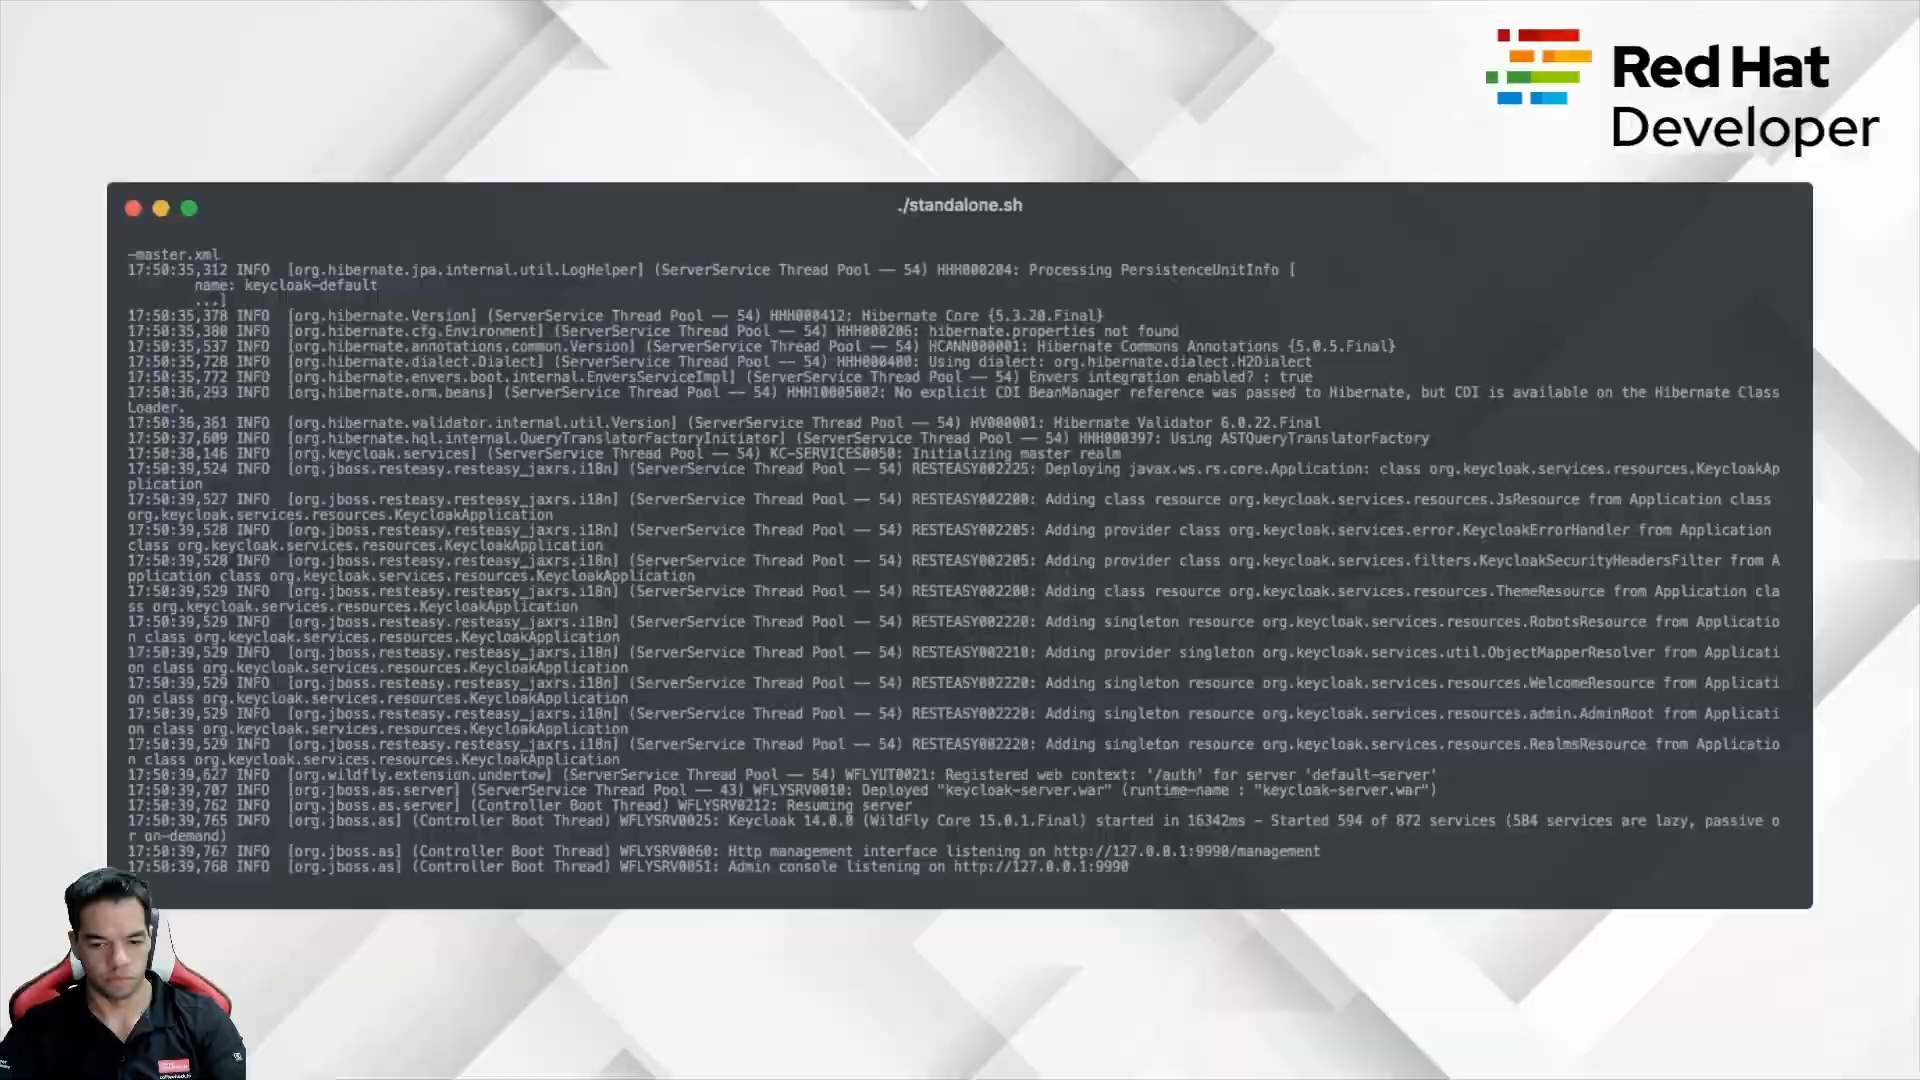 Red Hat
Developer
./standalone.sh
-master.xml
17:50:35,312 INFO  [org.hibernate.jpa.internal.util.LogHelper] (ServerService Thread Pool -- 54) HHH000204: Processing PersistenceUnitInfo [
name: keycloak-default
...]
17:50:35,378 INFO  [org.hibernate.Version] (ServerService Thread Pool -- 54) HHH000412: Hibernate Core {5.3.20.Final}
17:50:35,380 INFO  [org.hibernate.cfg.Environment] (ServerService Thread Pool -- 54) HHH000206: hibernate.properties not found
17:50:35,537 INFO  [org.hibernate.annotations.common.Version] (ServerService Thread Pool -- 54) HCANN000001: Hibernate Commons Annotations {5.0.5.Final}
17:50:35,728 INFO  [org.hibernate.dialect.Dialect] (ServerService Thread Pool -- 54) HHH000400: Using dialect: org.hibernate.dialect.H2Dialect
17:50:35,772 INFO  [org.hibernate.envers.boot.internal.EnversServiceImpl] (ServerService Thread Pool -- 54) Envers integration enabled? : true
17:50:36,293 INFO  [org.hibernate.orm.beans] (ServerService Thread Pool -- 54) HHH10005002: No explicit CDI BeanManager reference was passed to Hibernate, but CDI is available on the Hibernate Class
Loader.
17:50:36,361 INFO  [org.hibernate.validator.internal.util.Version] (ServerService Thread Pool -- 54) HV000001: Hibernate Validator 6.0.22.Final
17:50:37,609 INFO  [org.hibernate.hql.internal.QueryTranslatorFactoryInitiator] (ServerService Thread Pool -- 54) HHH000397: Using ASTQueryTranslatorFactory
17:50:38,146 INFO  [org.keycloak.services] (ServerService Thread Pool -- 54) KC-SERVICES0050: Initializing master realm
17:50:39,524 INFO  [org.jboss.resteasy.resteasy_jaxrs.i18n] (ServerService Thread Pool -- 54) RESTEASY002225: Deploying javax.ws.rs.core.Application: class org.keycloak.services.resources.KeycloakAp
plication
17:50:39,527 INFO  [org.jboss.resteasy.resteasy_jaxrs.i18n] (ServerService Thread Pool -- 54) RESTEASY002200: Adding class resource org.keycloak.services.resources.JsResource from Application class
org.keycloak.services.resources.KeycloakApplication
17:50:39,528 INFO  [org.jboss.resteasy.resteasy_jaxrs.i18n] (ServerService Thread Pool -- 54) RESTEASY002205: Adding provider class org.keycloak.services.error.KeycloakErrorHandler from Application
class org.keycloak.services.resources.KeycloakApplication
17:50:39,528 INFO  [org.jboss.resteasy.resteasy_jaxrs.i18n] (ServerService Thread Pool -- 54) RESTEASY002205: Adding provider class org.keycloak.services.filters.KeycloakSecurityHeadersFilter from A
pplication class org.keycloak.services.resources.KeycloakApplication
17:50:39,529 INFO  [org.jboss.resteasy.resteasy_jaxrs.i18n] (ServerService Thread Pool -- 54) RESTEASY002200: Adding class resource org.keycloak.services.resources.ThemeResource from Application cla
ss org.keycloak.services.resources.KeycloakApplication
17:50:39,529 INFO  [org.jboss.resteasy.resteasy_jaxrs.i18n] (ServerService Thread Pool -- 54) RESTEASY002220: Adding singleton resource org.keycloak.services.resources.RobotsResource from Applicatio
n class org.keycloak.services.resources.KeycloakApplication
17:50:39,529 INFO  [org.jboss.resteasy.resteasy_jaxrs.i18n] (ServerService Thread Pool -- 54) RESTEASY002210: Adding provider singleton org.keycloak.services.util.ObjectMapperResolver from Applicati
on class org.keycloak.services.resources.KeycloakApplication
17:50:39,529 INFO  [org.jboss.resteasy.resteasy_jaxrs.i18n] (ServerService Thread Pool -- 54) RESTEASY002220: Adding singleton resource org.keycloak.services.resources.WelcomeResource from Applicati
on class org.keycloak.services.resources.KeycloakApplication
17:50:39,529 INFO  [org.jboss.resteasy.resteasy_jaxrs.i18n] (ServerService Thread Pool -- 54) RESTEASY002220: Adding singleton resource org.keycloak.services.resources.admin.AdminRoot from Applicati
on class org.keycloak.services.resources.KeycloakApplication
17:50:39,529 INFO  [org.jboss.resteasy.resteasy_jaxrs.i18n] (ServerService Thread Pool -- 54) RESTEASY002220: Adding singleton resource org.keycloak.services.resources.RealmsResource from Applicatio
n class org.keycloak.services.resources.KeycloakApplication
17:50:39,627 INFO  [org.wildfly.extension.undertow] (ServerService Thread Pool -- 54) WFLYUT0021: Registered web context: '/auth' for server 'default-server'
17:50:39,707 INFO  [org.jboss.as.server] (ServerService Thread Pool -- 43) WFLYSRV0010: Deployed "keycloak-server.war" (runtime-name : "keycloak-server.war")
17:50:39,762 INFO  [org.jboss.as.server] (Controller Boot Thread) WFLYSRV0212: Resuming server
17:50:39,765 INFO  [org.jboss.as] (Controller Boot Thread) WFLYSRV0025: Keycloak 14.0.0 (WildFly Core 15.0.1.Final) started in 16342ms - Started 594 of 872 services (584 services are lazy, passive o
r on-demand)
17:50:39,767 INFO  [org.jboss.as] (Controller Boot Thread) WFLYSRV0060: Http management interface listening on http://127.0.0.1:9990/management
17:50:39,768 INFO  [org.jboss.as] (Controller Boot Thread) WFLYSRV0051: Admin console listening on http://127.0.0.1:9990